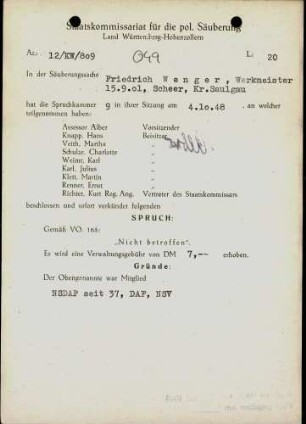 Staatskommissariat für die pol. Säuberung
Land Württemberg-Hohenzollern
Az: 12/KW/809 049 L: 20
In der Säuberungssache Friedrich Wenger, Werkmeister
15.9.01, Scheer, Kr.Saulgau
hat die Spruchkammer 9 in ihrer Sitzung am 4.10.48, an welcher
teilgenommen haben:
Assessor Alber Vorsitzender
Knapp, Hans Beisitzer
Veith, Martha
Schular, Charlotte
Weine, Karl
Karl, Julius
Klett, Martin
Renner, Ernst
Richter, Kurt Reg. Ang. Vertreter des Staatskommissars
beschlossen und sofort verkündet folgenden
SPRUCH:
Gemäß VO. 165:
„Nicht betroffen".
Es wird eine Verwaltungsgebühr von DM 7,-- erhoben.
Gründe:
Der Obengenannte war Mitglied
NSDAP seit 37, DAF, NSV